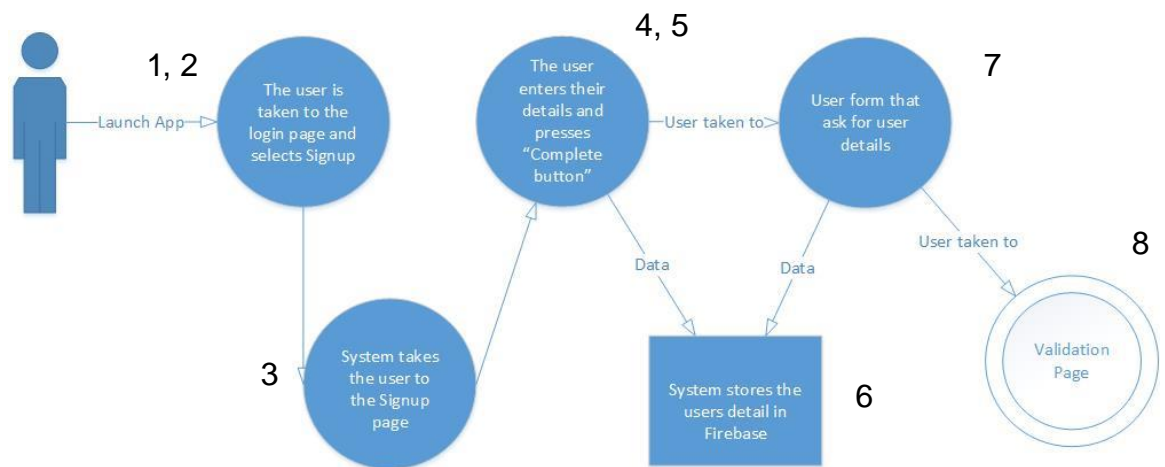 1, 2
Launch App
The user is
taken to the
login page and
selects Signup
3
System takes
the user to
the Signup
page
4, 5
The user
enters their
details and
presses
“Complete
button”
User taken to
7
User form that
ask for user
details
Data
Data
6
System stores the
users detail in
Firebase
User taken to
8
Validation
Page